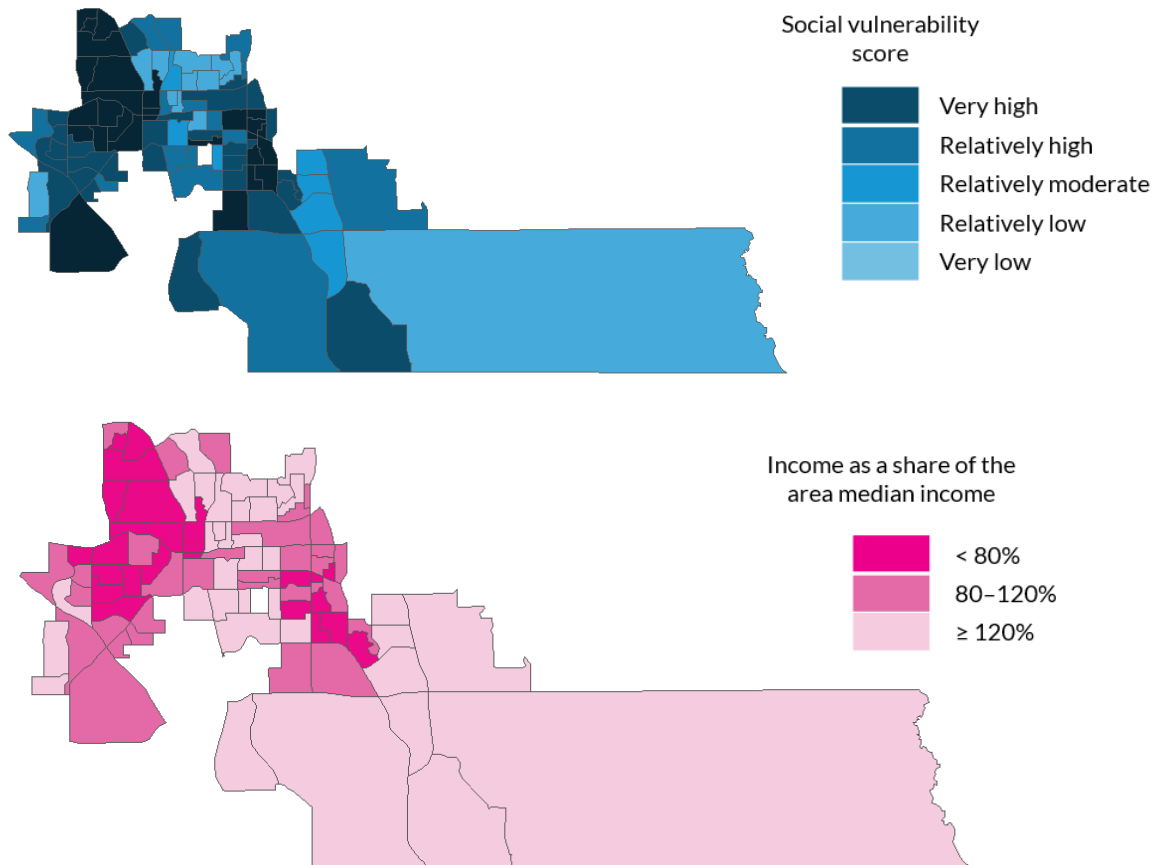 Social vulnerability
score
Very high
Relatively high
Relatively moderate
Relatively low
Very low
Income as a share of the
area median income
< 80%
80–120%
≥ 120%